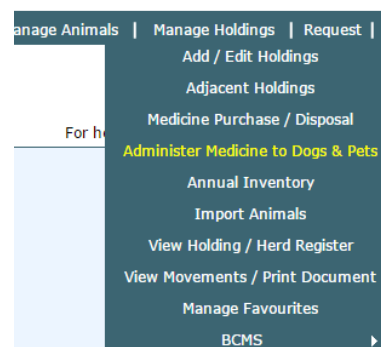 anage Animals | Manage Holdings | Request |
Add / Edit Holdings
Adjacent Holdings
Medicine Purchase / Disposal
For he
Administer Medicine to Dogs & Pets
Annual Inventory
Import Animals
View Holding / Herd Register
View Movements / Print Document
Manage Favourites
BCMS